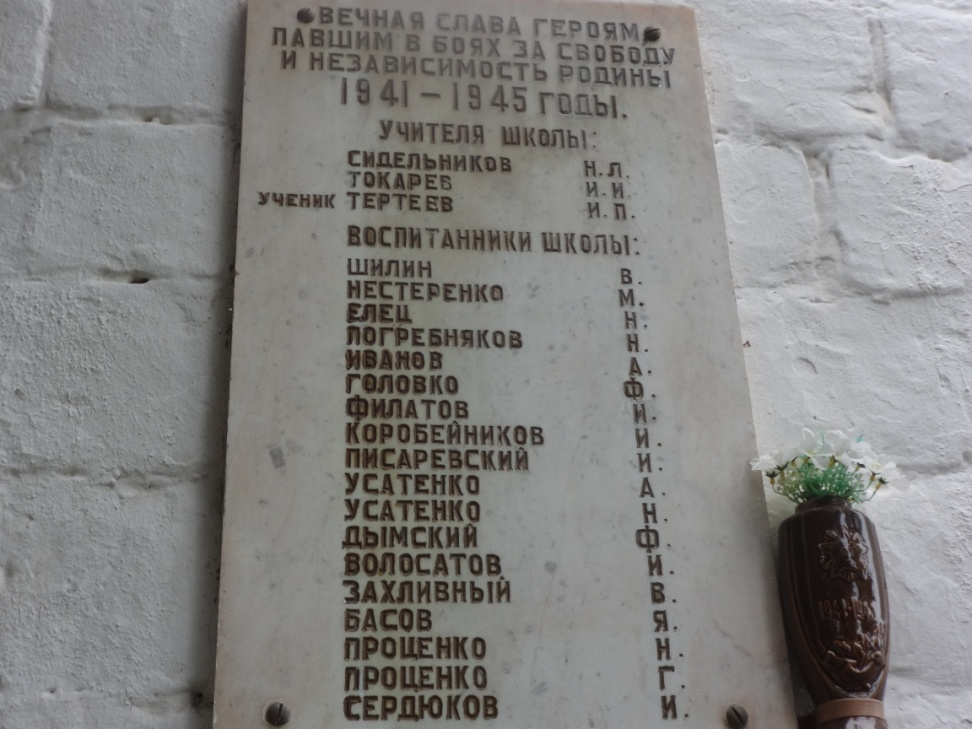 ВЕЧНАЯ СЛАВА ГЕРОЯМ,
ПАВШИМ В БОЯХ ЗА СВОБОДУ
И НЕЗАВИСИМОСТЬ РОДИНЫ
1941 – 1945 ГОДЫ.
УЧИТЕЛЯ ШКОЛЫ:
СИДЕЛЬНИКОВ Н.Л.
ТОКАРЕВ И.И.
УЧЕНИК ТЕРТЕЕВ И.П.
ВОСПИТАННИКИ ШКОЛЫ:
ШИЛИН В.
НЕСТЕРЕНКО М.
ЕЛЕЦ Н.
ПОГРЕБНЯКОВ Н.
ИВАНОВ А.
ГОЛОВКО Ф.
ФИЛАТОВ И.
КОРОБЕЙНИКОВ И.
ПИСАРЕВСКИЙ И.
УСАТЕНКО А.
УСАТЕНКО Н.
ДЫМСКИЙ Ф.
ВОЛОСАТОВ И.
ЗАХЛИВНЫЙ В.
БАСОВ Я.
ПРОЦЕНКО Н.
ПРОЦЕНКО Г.
СЕРДЮКОВ И.